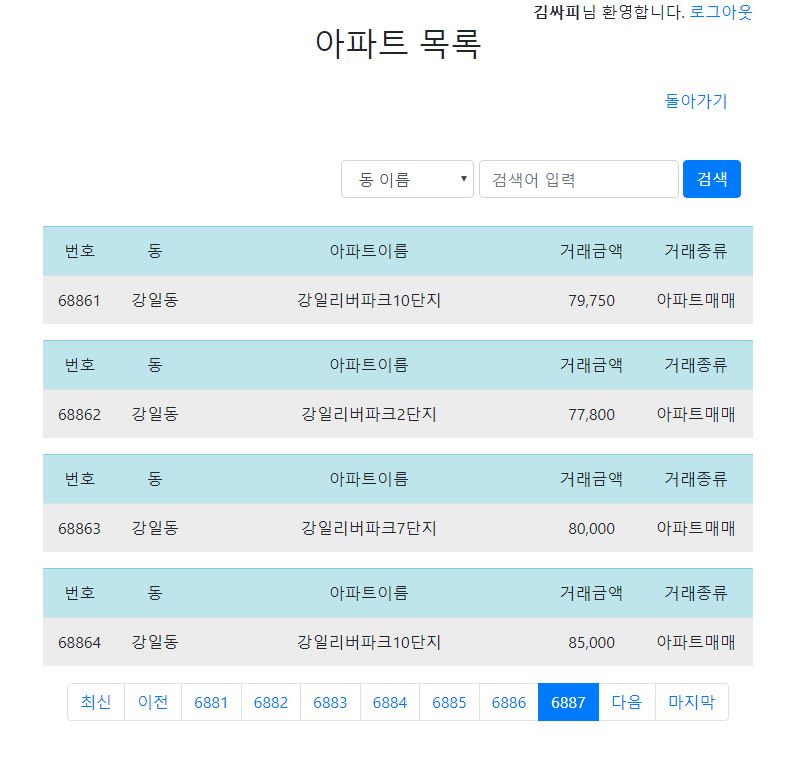 김싸피님 환영합니다. 로그아웃
아파트 목록
돌아가기
동 이름 검색어 입력 검색
번호 동 아파트이름 거래금액 거래종류
68861 강일동 강일리버파크10단지 79,750 아파트매매
번호 동 아파트이름 거래금액 거래종류
68862 강일동 강일리버파크2단지 77,800 아파트매매
번호 동 아파트이름 거래금액 거래종류
68863 강일동 강일리버파크7단지 80,000 아파트매매
번호 동 아파트이름 거래금액 거래종류
68864 강일동 강일리버파크10단지 85,000 아파트매매
최신 이전 6881 6882 6883 6884 6885 6886 6887 다음 마지막